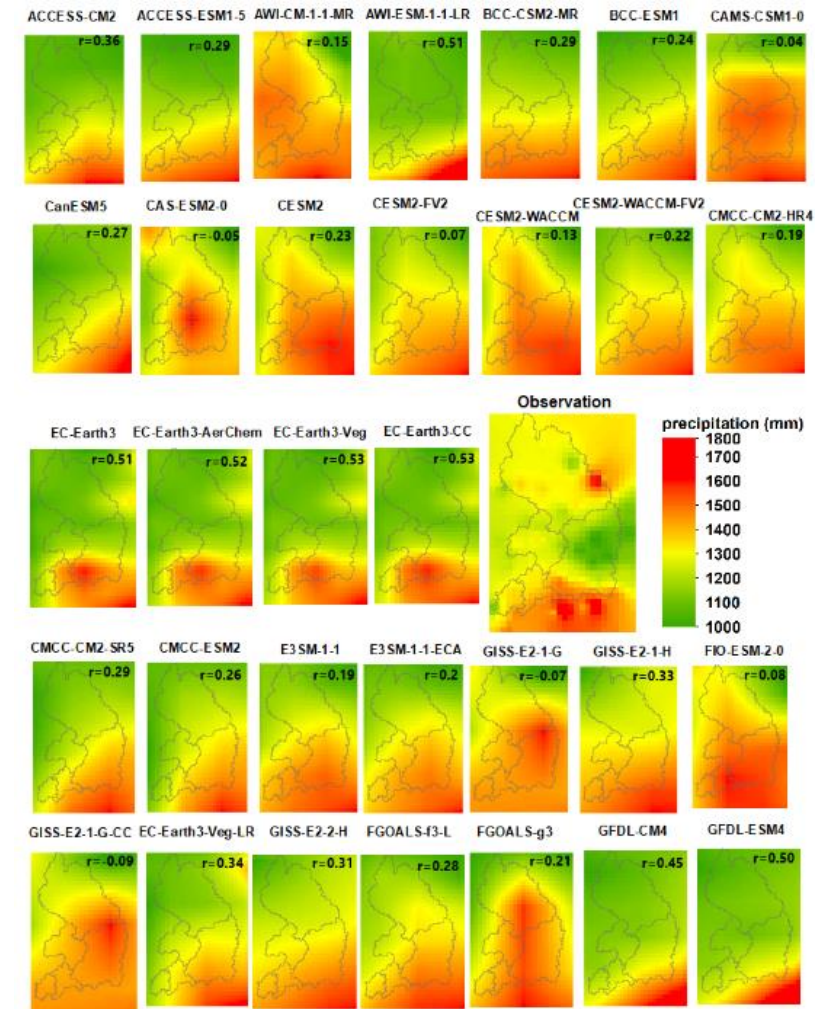 ACCESS-CM2 ACCESS-ESM1-5 AWI-CM-1-1-MR AWI-ESM-1-1-LR BCC-CSM2-MR BCC-ESM1 CAMS-CSM1-0
r=0.36 r=0.29 r=0.15 r=0.51 r=0.29 r=0.24 r=0.04
CanESM5 CAS-ESM2-0 CESM2 CESM2-FV2 CESM2-WACCM CESM2-WACCM-FV2 CMCC-CM2-HR4
r=0.27 r=-0.05 r=0.23 r=0.07 r=0.13 r=0.22 r=0.19
Observation
EC-Earth3 EC-Earth3-AerChem EC-Earth3-Veg EC-Earth3-CC
r=0.51 r=0.52 r=0.53 r=0.53
precipitation (mm)
1800
1700
1600
1500
1400
1300
1200
1100
1000
CMCC-CM2-SR5 CMCC-ESM2 E3SM-1-1 E3SM-1-1-ECA GISS-E2-1-G GISS-E2-1-H FIO-ESM-2-0
r=0.29 r=0.26 r=0.19 r=0.2 r=-0.07 r=0.33 r=0.08
GISS-E2-1-G-CC EC-Earth3-Veg-LR GISS-E2-2-H FGOALS-f3-L FGOALS-g3 GFDL-CM4 GFDL-ESM4
r=-0.09 r=0.34 r=0.31 r=0.28 r=0.21 r=0.45 r=0.50